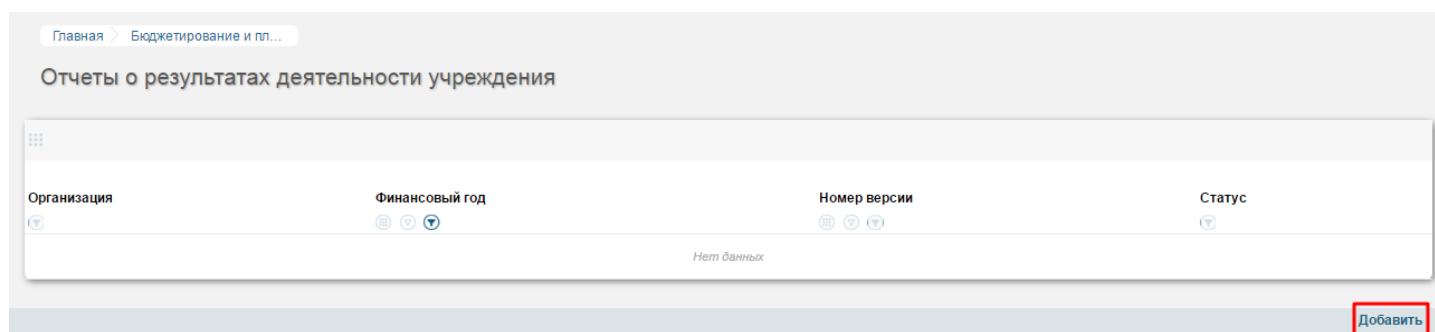 Главная Бюджетирование и пл...
Отчеты о результатах деятельности учреждения
Организация Финансовый год Номер версии Статус
Нет данных
Добавить